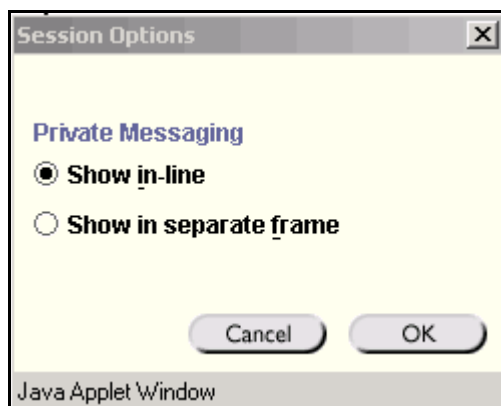 Session Options
Private Messaging
Show in-line
Show in separate frame
Cancel OK
Java Applet Window